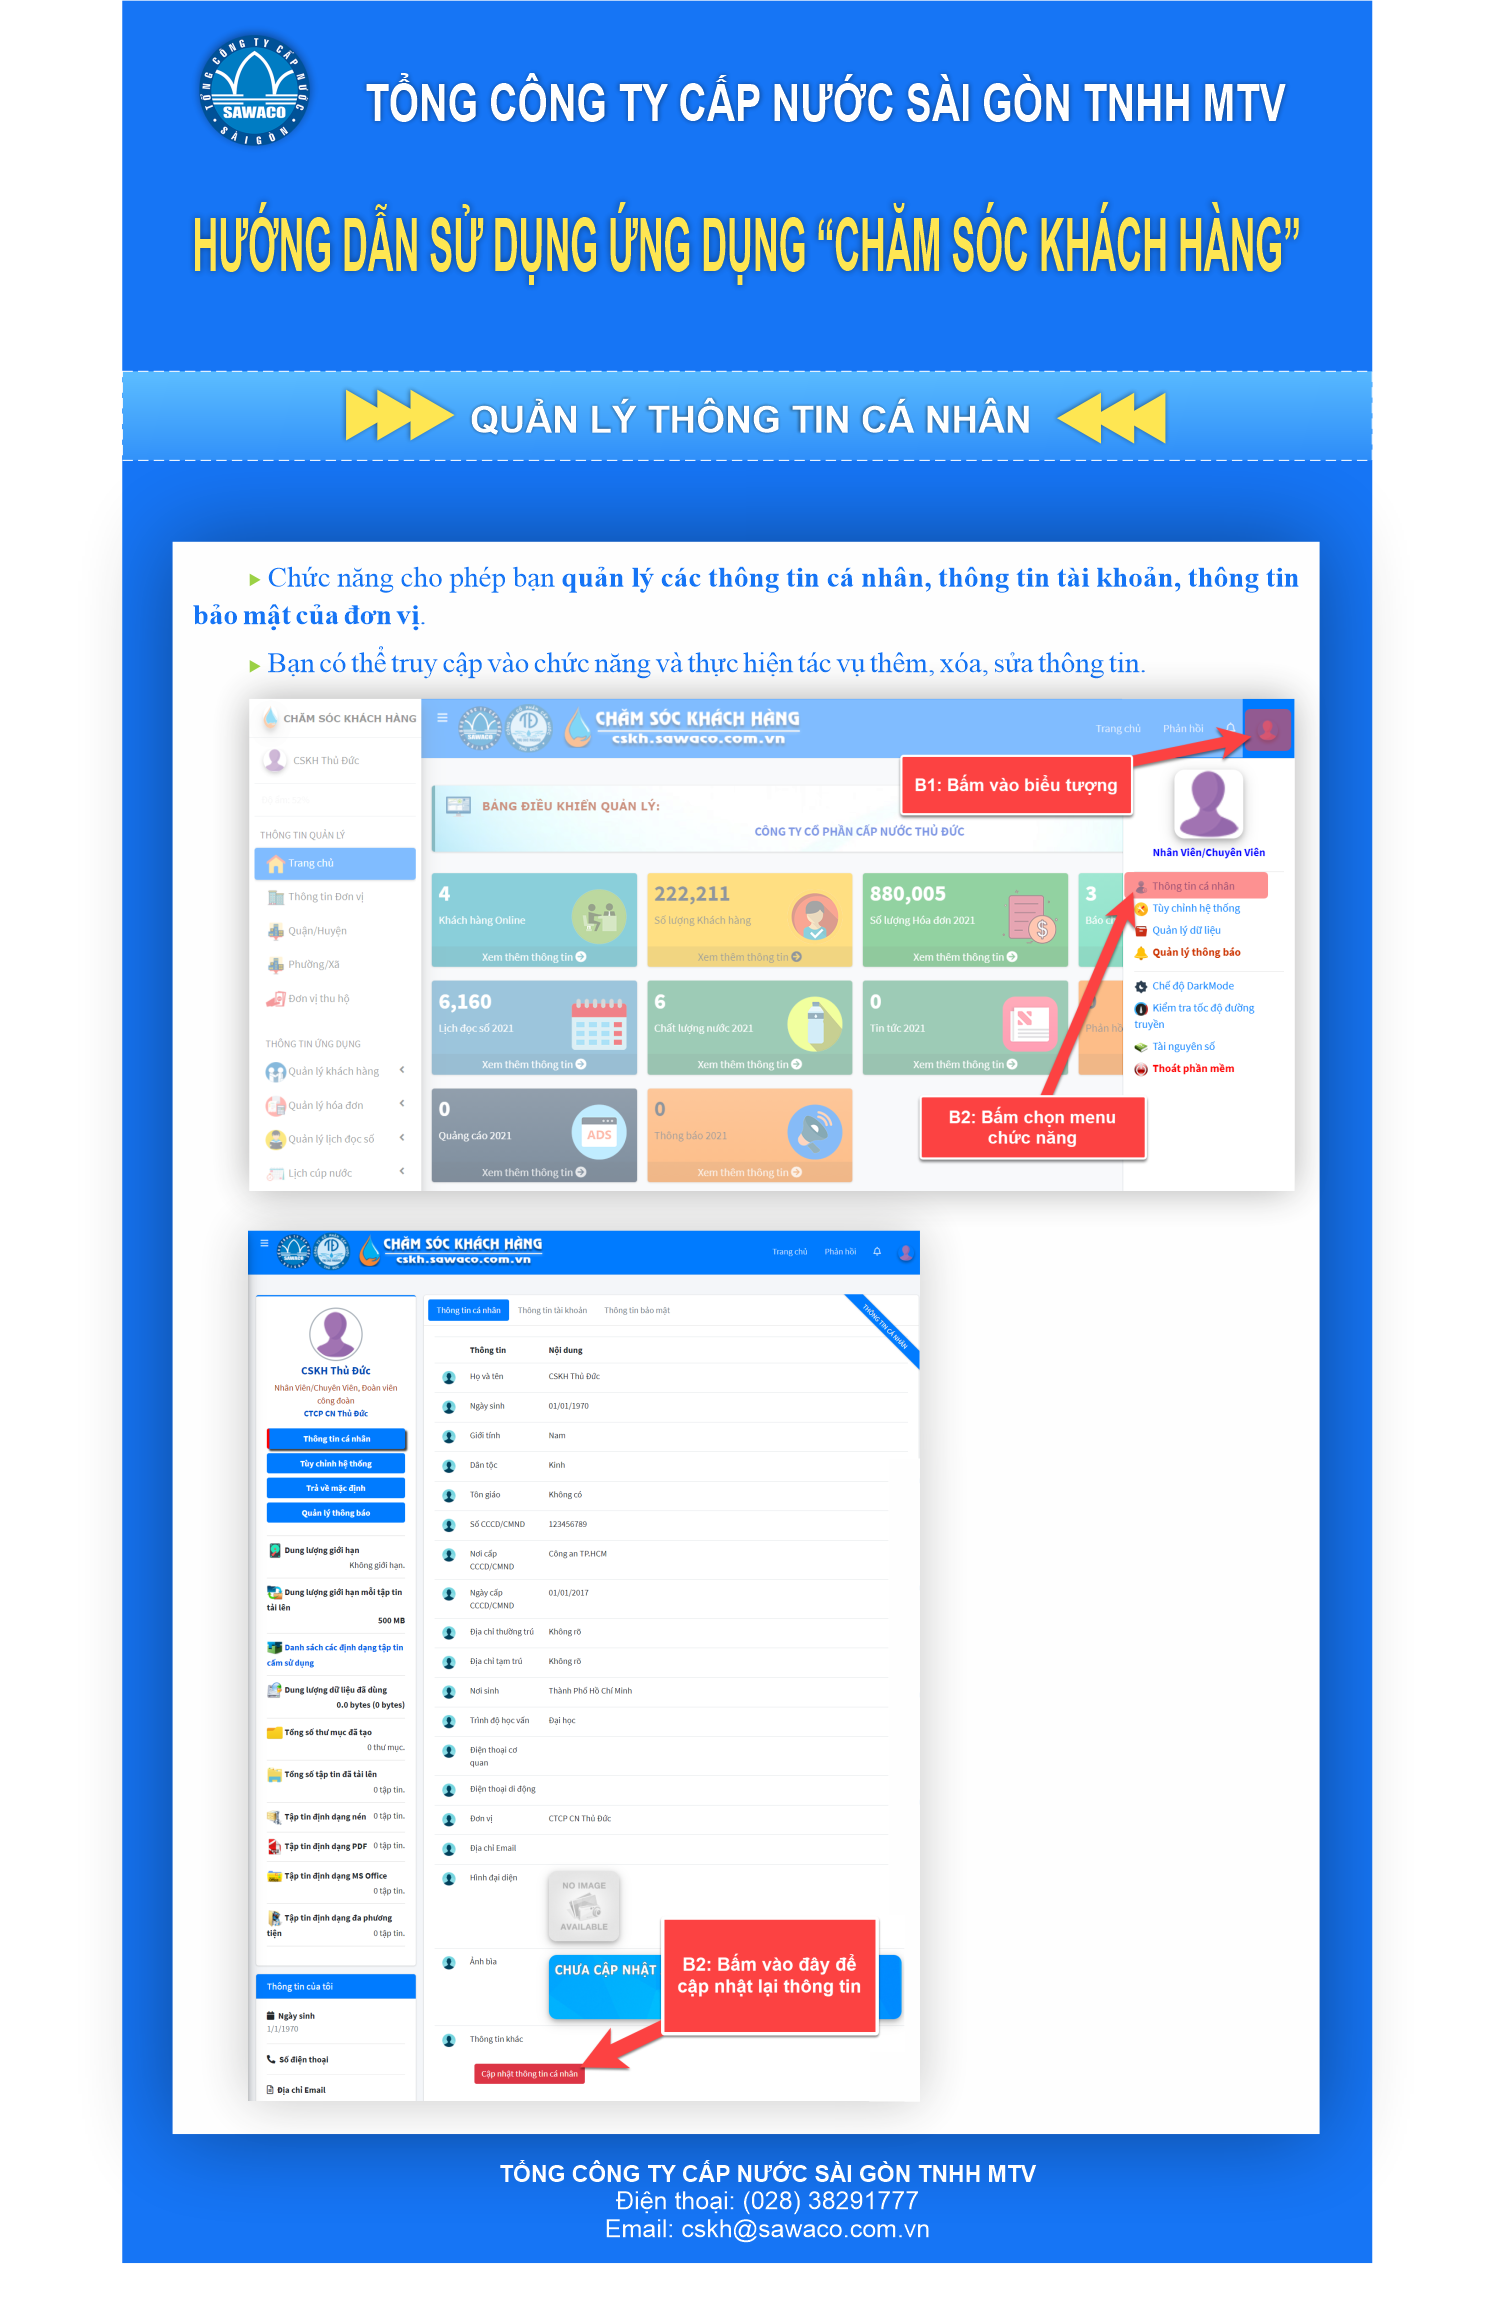 TỔNG CÔNG TY CẤP NƯỚC SÀI GÒN
SAWACO
TỔNG CÔNG TY CẤP NƯỚC SÀI GÒN TNHH MTV
HƯỚNG DẪN SỬ DỤNG ỨNG DỤNG “CHĂM SÓC KHÁCH HÀNG”
QUẢN LÝ THÔNG TIN CÁ NHÂN
Chức năng cho phép bạn quản lý các thông tin cá nhân, thông tin tài khoản, thông tin
bảo mật của đơn vị.
Bạn có thể truy cập vào chức năng và thực hiện tác vụ thêm, xóa, sửa thông tin.
CHĂM SÓC KHÁCH HÀNG
CSKH Thủ Đức
THÔNG TIN QUẢN LÝ
Trang chủ
Thông tin Đơn vị
Quận/Huyện
Phường/Xã
Đơn vị thu hộ
THÔNG TIN ỨNG DỤNG
Quản lý khách hàng
Quản lý hóa đơn
Quản lý lịch đọc số
Lịch cúp nước
SAWACO
CHĂM SÓC KHÁCH HÀNG
cskh.sawaco.com.vn
Trang chủ Phản hồi
B1: Bấm vào biểu tượng
BẢNG ĐIỀU KHIỂN QUẢN LÝ:
CÔNG TY CỔ PHẦN CẤP NƯỚC THỦ ĐỨC
4
Khách hàng Online
Xem thêm thông tin
222,211
Số lượng Khách hàng
Xem thêm thông tin
880,005
Số lượng Hóa đơn 2021
Xem thêm thông tin
3
6,160
Lịch đọc số 2021
Xem thêm thông tin
6
Chất lượng nước 2021
Xem thêm thông tin
0
Tin tức 2021
Xem thêm thông tin
Phản hồ
0
Quảng cáo 2021
ADS
Xem thêm thông tin
0
Thông báo 2021
Xem thêm thông tin
Nhân Viên/Chuyên Viên
Thông tin cá nhân
Tùy chỉnh hệ thống
Quản lý dữ liệu
Quản lý thông báo
Chế độ DarkMode
Kiểm tra tốc độ đường
truyền
Tài nguyên số
Thoát phần mềm
B2: Bấm chọn menu
chức năng
SAWACO
CHĂM SÓC KHÁCH HÀNG
cskh.sawaco.com.vn
Trang chủ Phản hồi
CSKH Thủ Đức
Nhân Viên/Chuyên Viên, Đoàn viên
công đoàn
CTCP CN Thủ Đức
Thông tin cá nhân
Tùy chỉnh hệ thống
Trả về mặc định
Quản lý thông báo
Dung lượng giới hạn
Không giới hạn.
Dung lượng giới hạn mỗi tập tin
tải lên
500 MB
Danh sách các định dạng tập tin
cấm sử dụng
Dung lượng dữ liệu đã dùng
0.0 bytes (0 bytes)
Tổng số thư mục đã tạo
0 thư mục.
Tổng số tập tin đã tải lên
0 tập tin.
Tập tin định dạng nén 0 tập tin.
Tập tin định dạng PDF 0 tập tin.
Tập tin định dạng MS Office
0 tập tin.
Tập tin định dạng đa phương
tiện 0 tập tin.
Thông tin của tôi
Ngày sinh
1/1/1970
Số điện thoại
Địa chỉ Email
Thông tin cá nhân Thông tin tài khoản Thông tin bảo mật
THÔNG TIN CÁ NHÂN
Thông tin Nội dung
Họ và tên CSKH Thủ Đức
Ngày sinh 01/01/1970
Giới tính Nam
Dân tộc Kinh
Tôn giáo Không có
Số CCCD/CMND 123456789
Nơi cấp Công an TP.HCM
CCCD/CMND
Ngày cấp 01/01/2017
CCCD/CMND
Địa chỉ thường trú Không rõ
Địa chỉ tạm trú Không rõ
Nơi sinh Thành Phố Hồ Chí Minh
Trình độ học vấn Đại học
Điện thoại cơ
quan
Điện thoại di động
Đơn vị CTCP CN Thủ Đức
Địa chỉ Email
Hình đại diện
NO IMAGE
AVAILABLE
Ảnh bìa
CHƯA CẬP NHẬT
B2: Bấm vào đây để
cập nhật lại thông tin
Thông tin khác
Cập nhật thông tin cá nhân
TỔNG CÔNG TY CẤP NƯỚC SÀI GÒN TNHH MTV
Điện thoại: (028) 38291777
Email: cskh@sawaco.com.vn